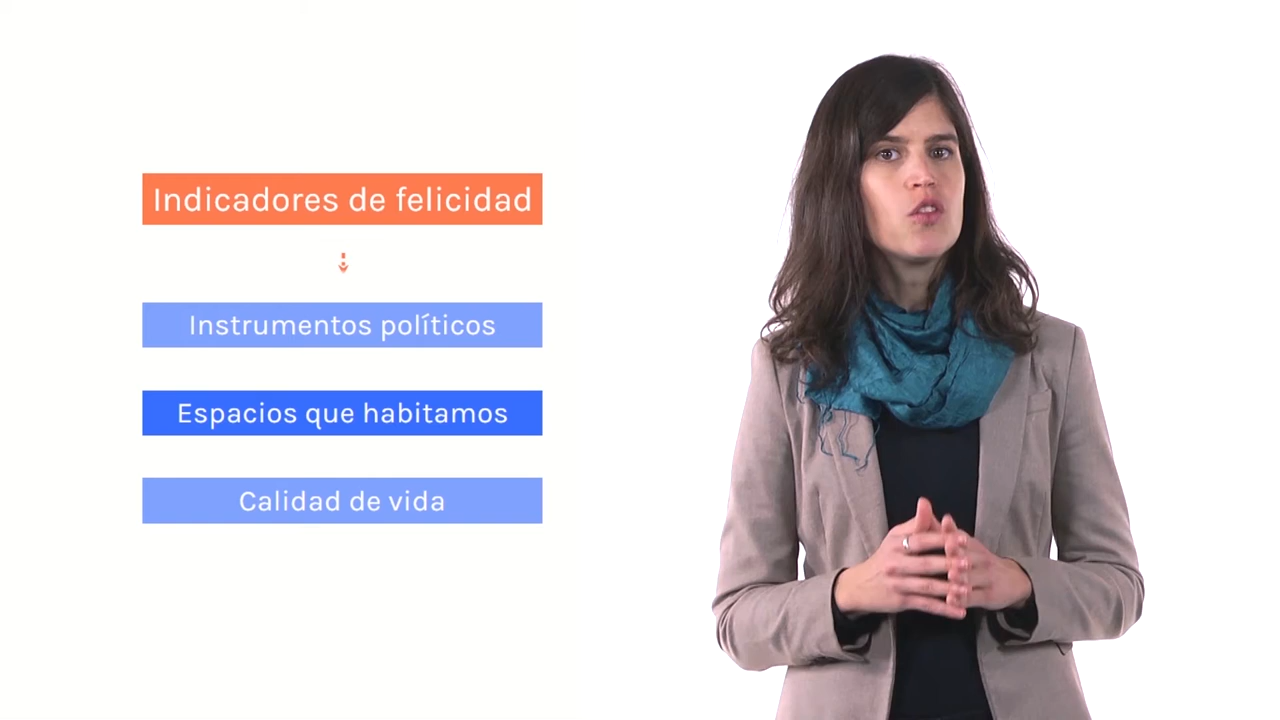 Indicadores de felicidad
Instrumentos políticos
Espacios que habitamos
Calidad de vida